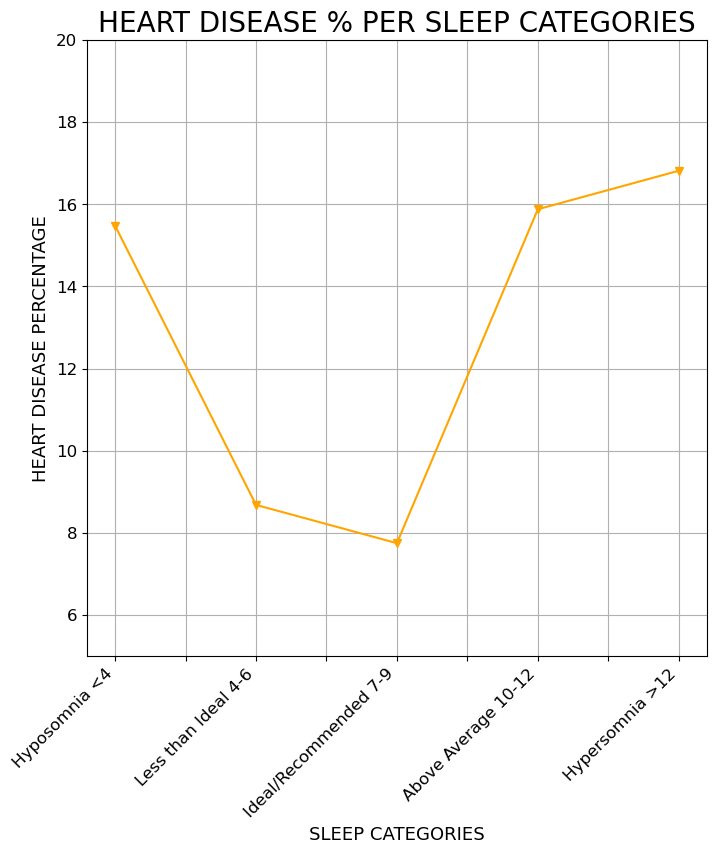 HEART DISEASE % PER SLEEP CATEGORIES
HEART DISEASE PERCENTAGE
20
18
16
14
12
10
8
6
Hyposomnia <4
Less than Ideal 4-6
Ideal/Recommended 7-9
Above Average 10-12
Hypersomnia >12
SLEEP CATEGORIES